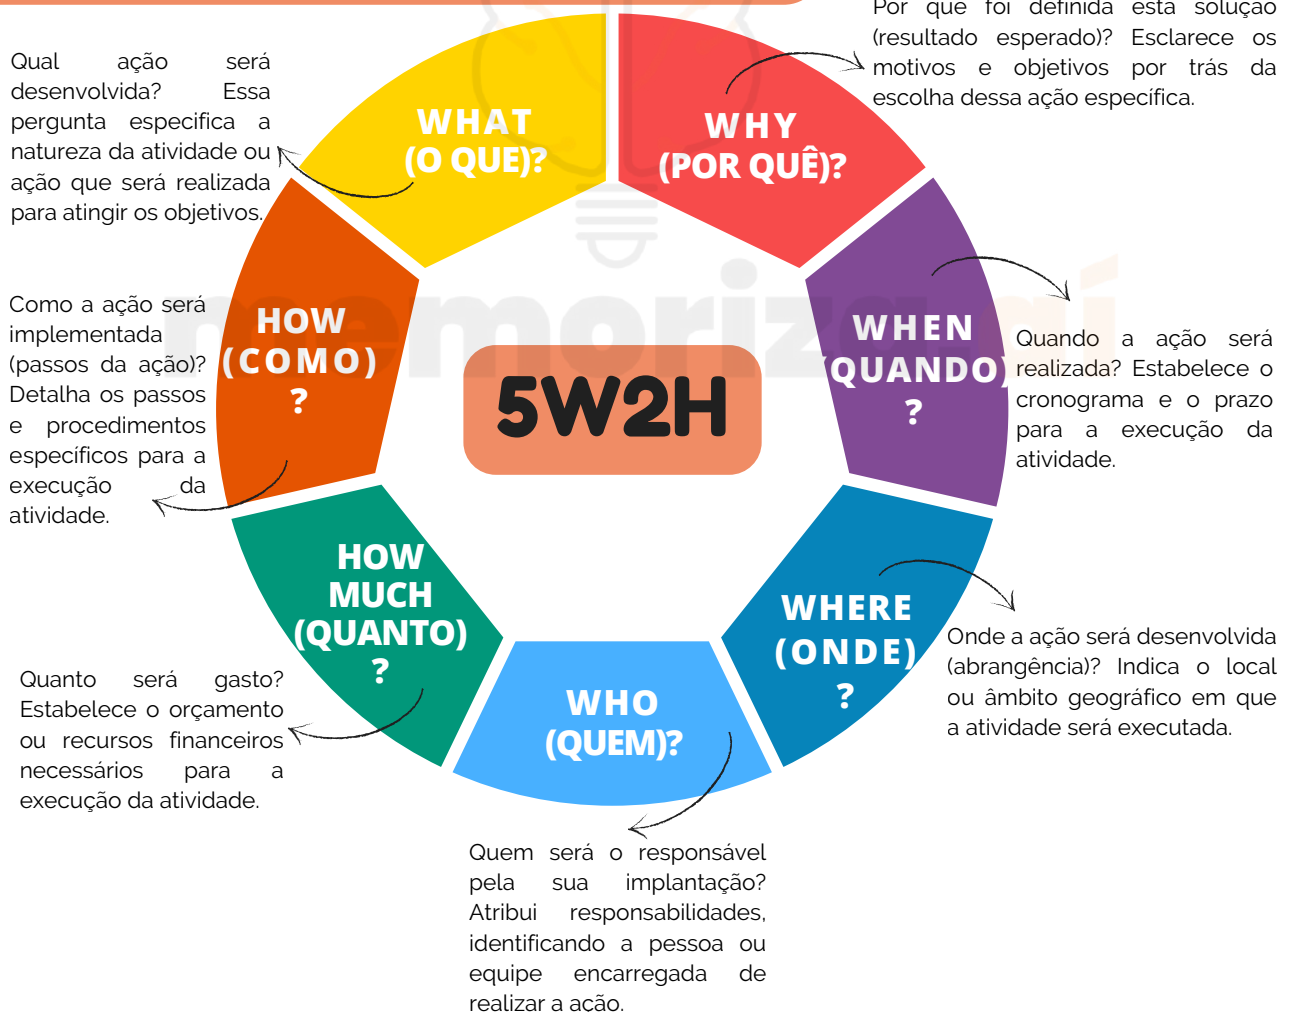 Por que foi definida esta solução
(resultado esperado)? Esclarece os
motivos e objetivos por trás da
escolha dessa ação específica.
Qual ação será
desenvolvida? Essa
pergunta especifica a
natureza da atividade ou
ação que será realizada
para atingir os objetivos.
WHAT
(O QUE)?
WHY
(POR QUÊ)?
Como a ação será
implementada
(passos da ação)?
Detalha os passos
e procedimentos
específicos para a
execução da
atividade.
HOW
(COMO)
?
memoriza.aí
5W2H
WHEN
(QUANDO)
?
Quando a ação será
realizada? Estabelece o
cronograma e o prazo
para a execução da
atividade.
HOW
MUCH
(QUANTO)
?
WHERE
(ONDE)
?
Onde a ação será desenvolvida
(abrangência)? Indica o local
ou âmbito geográfico em que
a atividade será executada.
Quanto será gasto?
Estabelece o orçamento
ou recursos financeiros
necessários para a
execução da atividade.
WHO
(QUEM)?
Quem será o responsável
pela sua implantação?
Atribui responsabilidades,
identificando a pessoa ou
equipe encarregada de
realizar a ação.